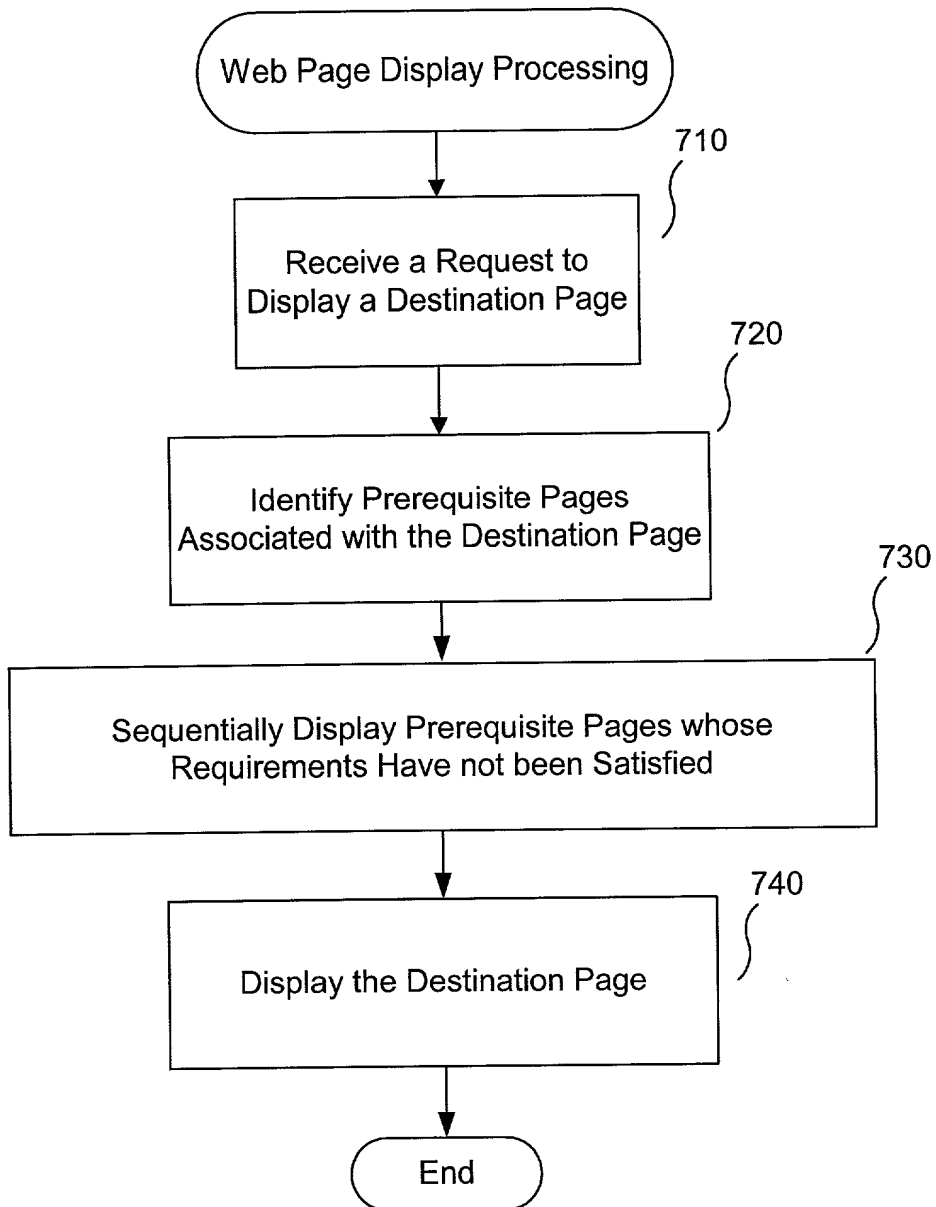 Web Page Display Processing
710
Receive a Request to
Display a Destination Page
720
Identify Prerequisite Pages
Associated with the Destination Page
730
Sequentially Display Prerequisite Pages whose
Requirements Have not been Satisfied
740
Display the Destination Page
End